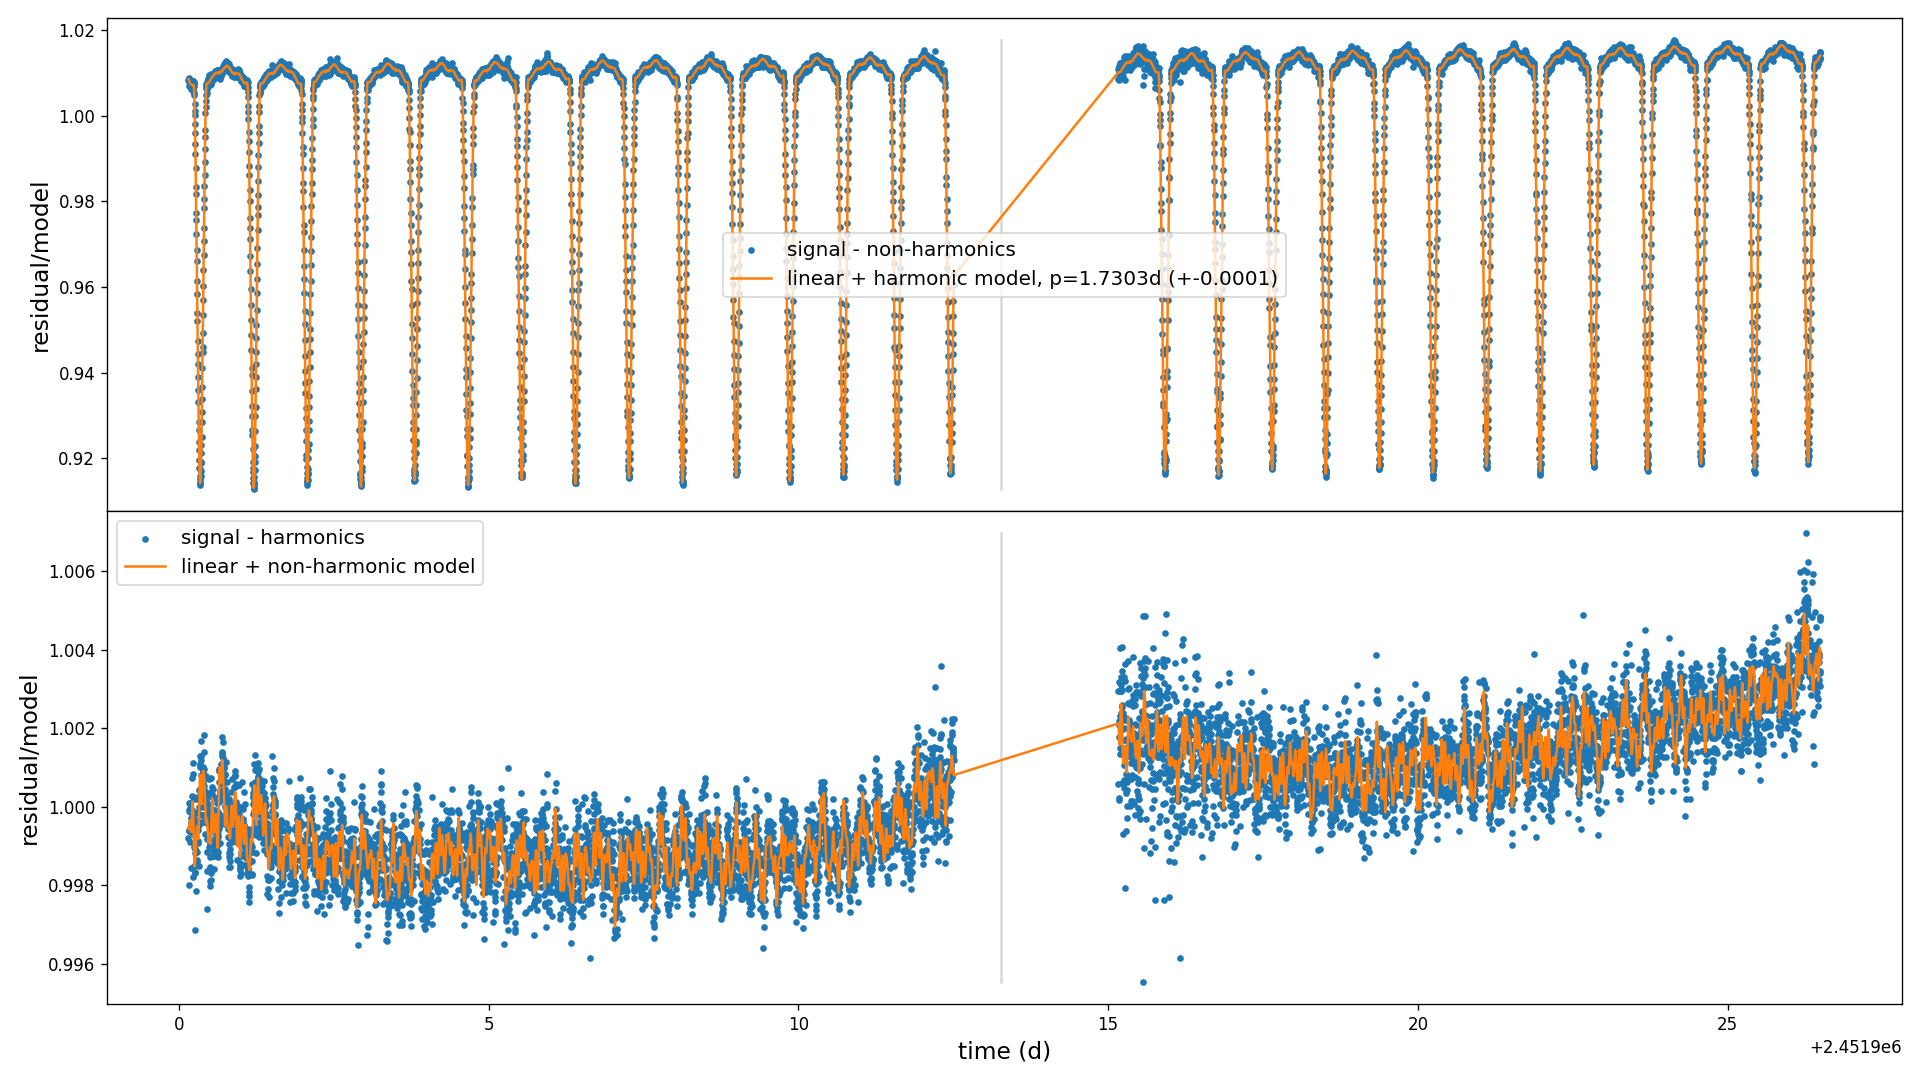 1.02
1.00
0.98
0.96
0.94
0.92
residual/model
signal - non-harmonics
linear + harmonic model, p=1.7303d (+-0.0001)
signal - harmonics
linear + non-harmonic model
1.006
1.004
1.002
1.000
0.998
0.996
residual/model
0
5
10
15
20
25
time (d)
+2.4519e6